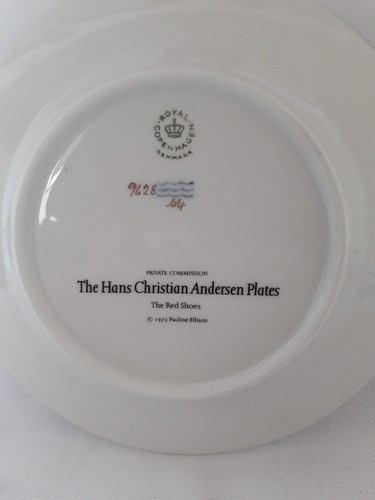 ROYAL
COPENHAGEN
DENMARK
9428
64
PRIVATE COMMISSION
The Hans Christian Andersen Plates
The Red Shoes
© 1975 Pauline Ellison